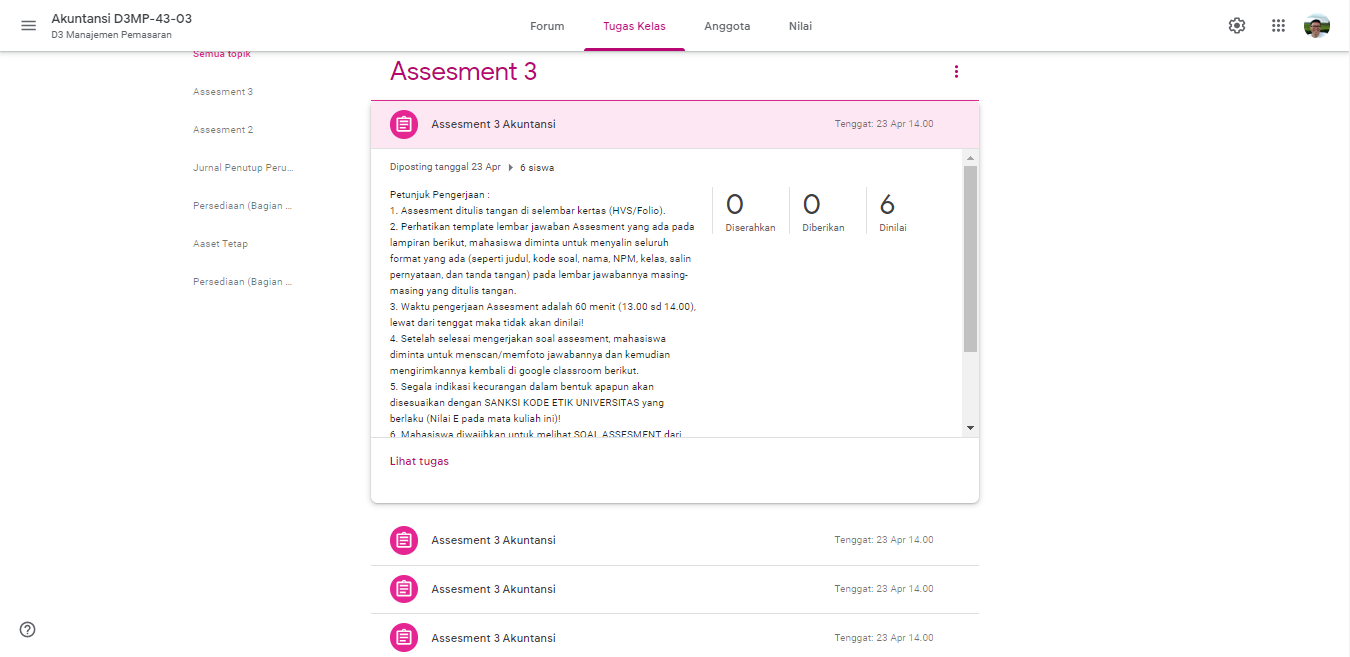 Akuntansi D3MP-43-03
D3 Manajemen Pemasaran
Forum
Tugas Kelas
Anggota
Nilai
Semua topik
Assesment 3
Assesment 2
Jurnal Penutup Peru...
Persediaan (Bagian ...
Aaset Tetap
Persediaan (Bagian ...
Assesment 3
Assesment 3 Akuntansi
Tenggat: 23 Apr 14.00
Diposting tanggal 23 Apr
6 siswa
Petunjuk Pengerjaan :
1. Assesment ditulis tangan di selembar kertas (HVS/Folio).
2. Perhatikan template lembar jawaban Assesment yang ada pada
lampiran berikut, mahasiswa diminta untuk menyalin seluruh
format yang ada (seperti judul, kode soal, nama, NPM, kelas, salin
pernyataan, dan tanda tangan) pada lembar jawabannya masing-
masing yang ditulis tangan.
3. Waktu pengerjaan Assesment adalah 60 menit (13.00 sd 14.00),
lewat dari tenggat maka tidak akan dinilai!
4. Setelah selesai mengerjakan soal assesment, mahasiswa
diminta untuk menscan/memfoto jawabannya dan kemudian
mengirimkannya kembali di google classroom berikut.
5. Segala indikasi kecurangan dalam bentuk apapun akan
disesuaikan dengan SANKSI KODE ETIK UNIVERSITAS yang
berlaku (Nilai E pada mata kuliah ini)!
6. Mahasiswa diwajibkan untuk melihat SOAL ASSESMENT dari
0
Diserahkan
0
Diberikan
6
Dinilai
Lihat tugas
Assesment 3 Akuntansi
Tenggat: 23 Apr 14.00
Assesment 3 Akuntansi
Tenggat: 23 Apr 14.00
Assesment 3 Akuntansi
Tenggat: 23 Apr 14.00